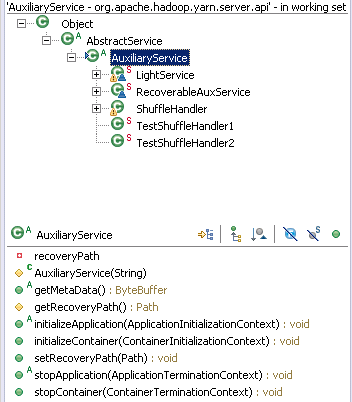 'AuxiliaryService - org.apache.hadoop.yarn.server.api' - in working set
C Object
C A AbstractService
C A AuxiliaryService
C S LightService
C S RecoverableAuxService
C ShuffleHandler
C S TestShuffleHandler1
C S TestShuffleHandler2
C A AuxiliaryService S
recoveryPath
C AuxiliaryService(String)
A getMetaData() : ByteBuffer
getRecoveryPath() : Path
A initializeApplication(ApplicationInitializationContext) : void
initializeContainer(ContainerInitializationContext) : void
setRecoveryPath(Path) : void
A stopApplication(ApplicationTerminationContext) : void
stopContainer(ContainerTerminationContext) : void